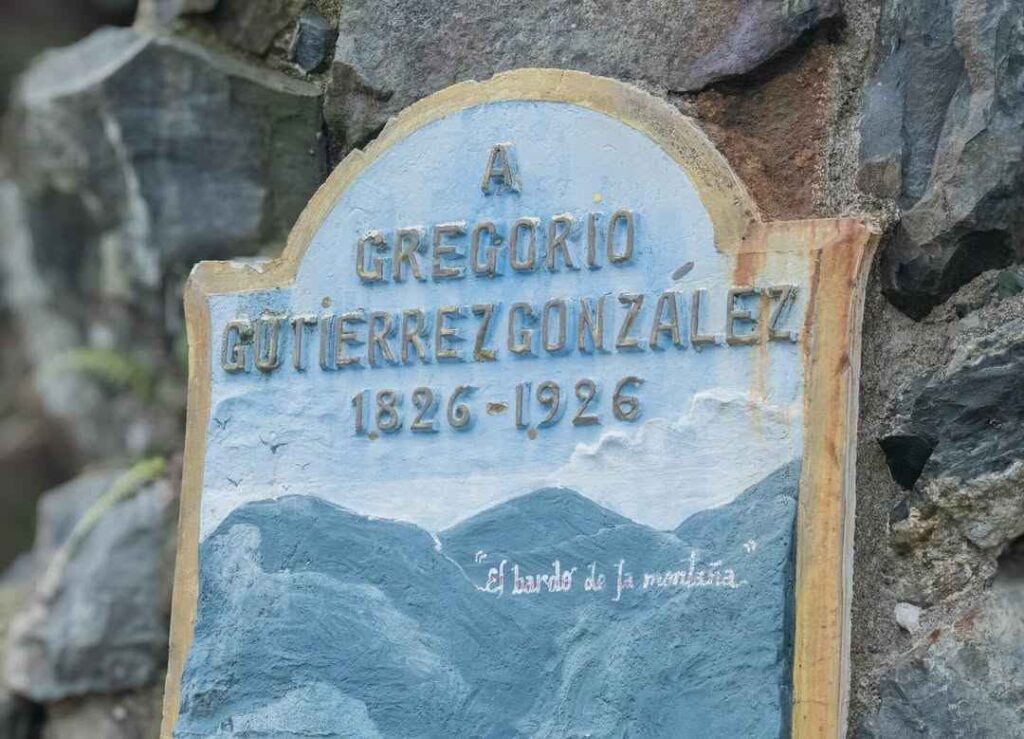 A
GREGORIO
GUTIERREZ GONZÁLEZ
1826-1926
"El bardo de la montaña"